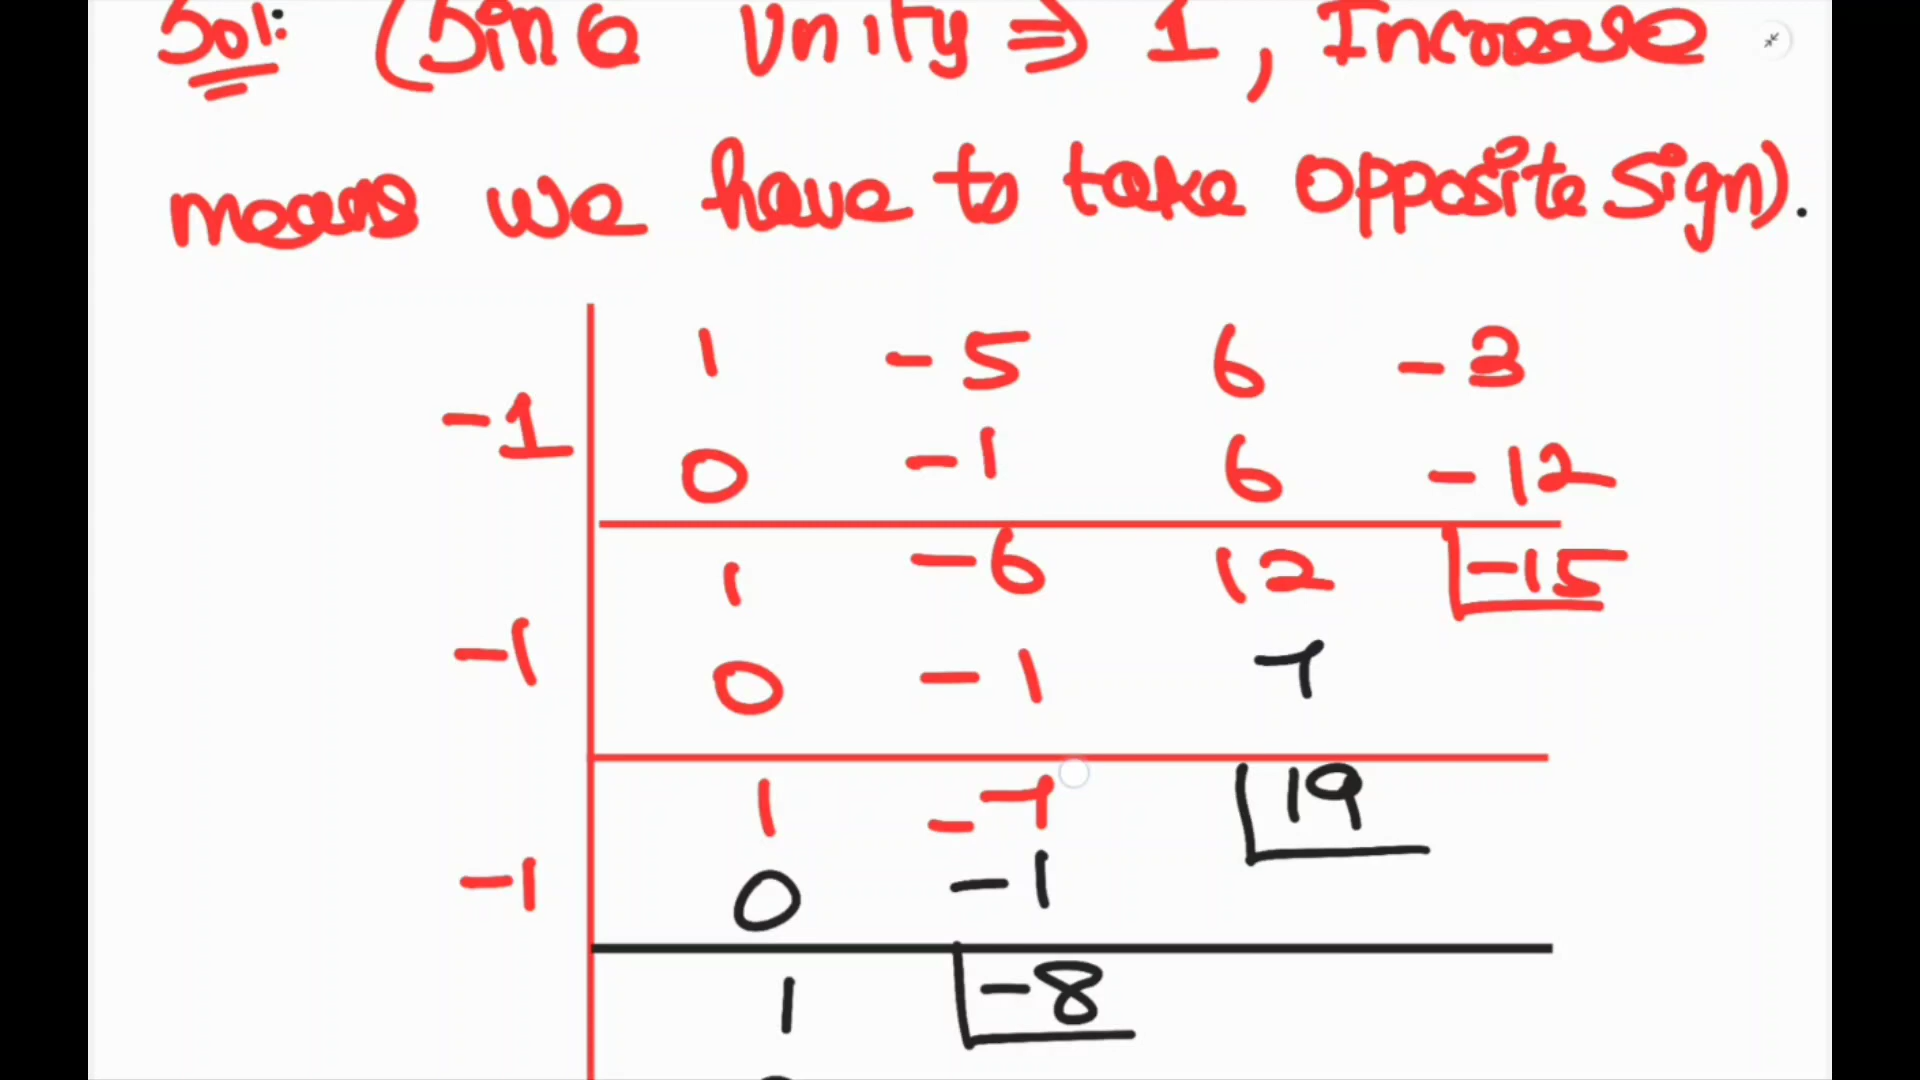 Sol: (Sinc Unity ⇒ 1, Increase
means we have to take opposite sign).
1 -5 6 -3
-1
0 -1 6 -12
1 -6 12 -15
-1
0 -1 7
1 -7 19
-1
0 -1
1 -8